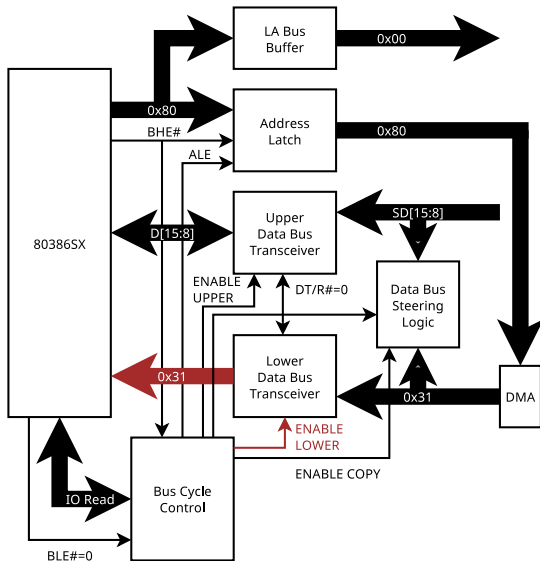 LA Bus
Buffer
0x00
0x80
BHE#
ALE
Address
Latch
0x80
80386SX
D[15:8]
Upper
Data Bus
Transceiver
SD[15:8]
ENABLE
UPPER
DT/R#=0
Data Bus
Steering
Logic
0x31
Lower
Data Bus
Transceiver
0x31
DMA
ENABLE
LOWER
ENABLE COPY
IO Read
Bus Cycle
Control
BLE#=0